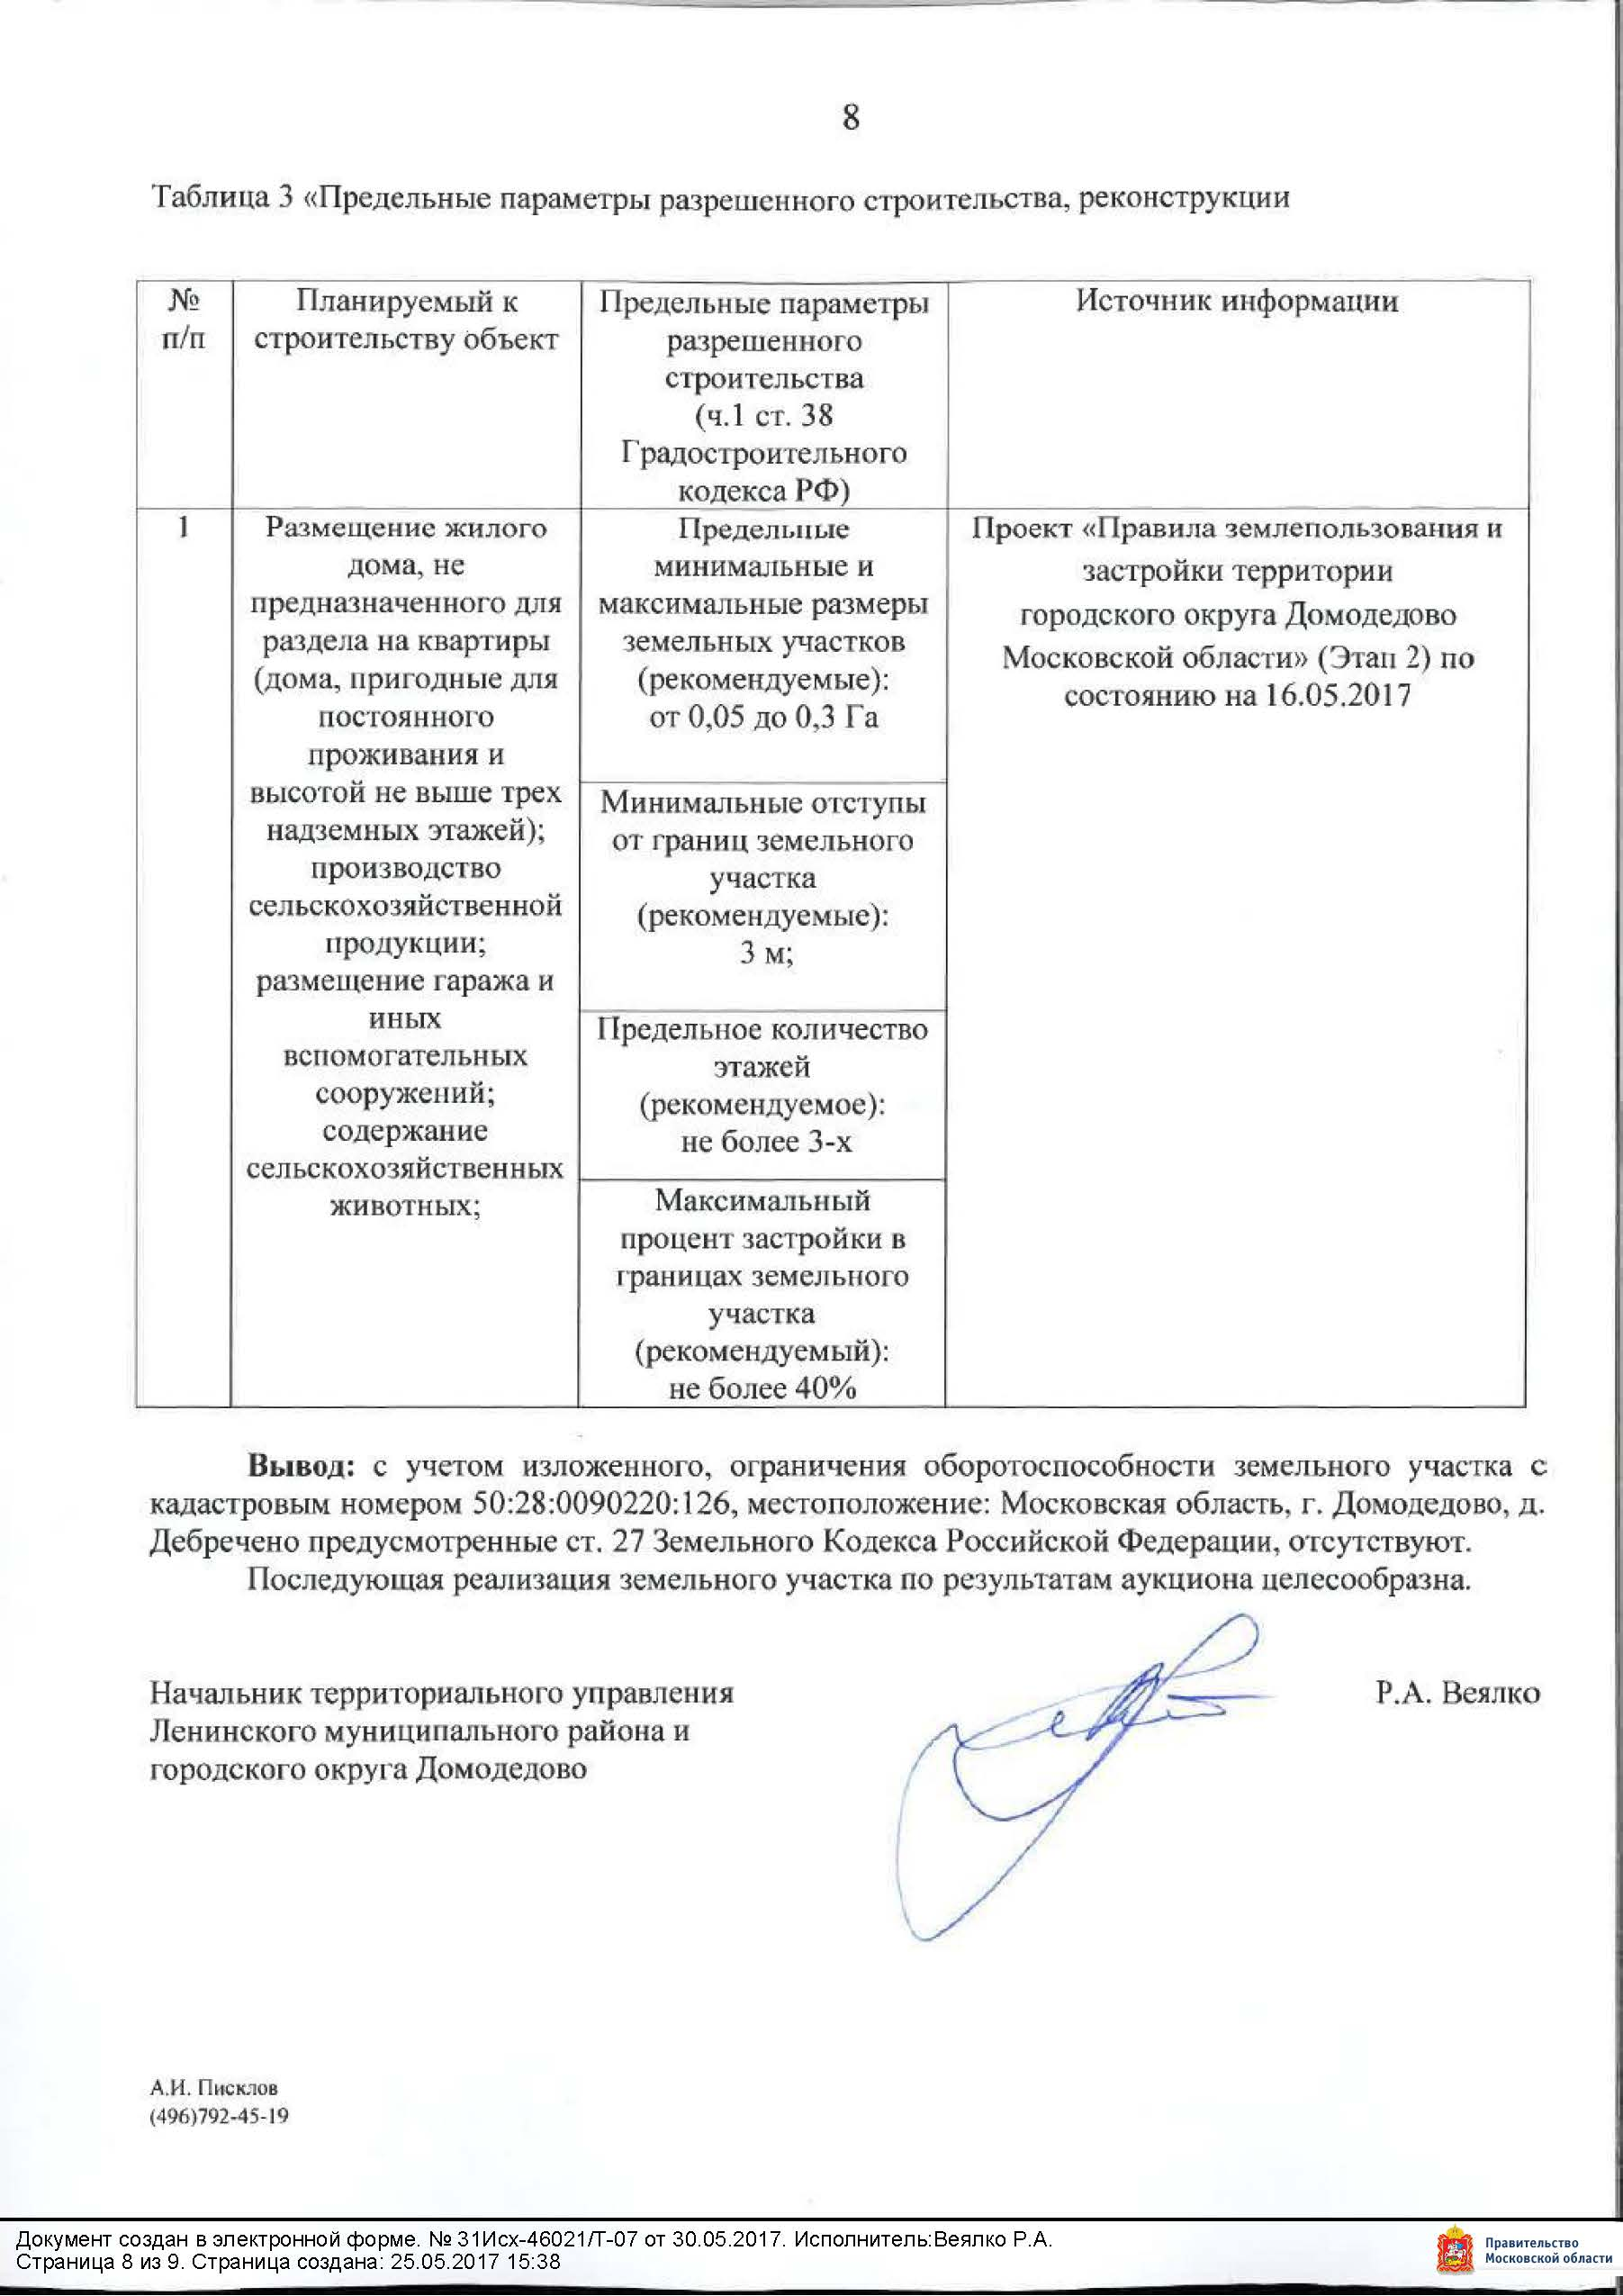 8
Таблица 3 «Предельные параметры разрешенного строительства, реконструкции
№
п/п
Планируемый к
строительству объект
Предельные параметры
разрешенного
строительства
(ч.1 ст. 38
Градостроительного
кодекса РФ)
Источник информации
1
Размещение жилого
дома, не
предназначенного для
раздела на квартиры
(дома, пригодные для
постоянного
проживания и
высотой не выше трех
надземных этажей);
производство
сельскохозяйственной
продукции;
размещение гаража и
иных
вспомогательных
сооружений;
содержание
сельскохозяйственных
животных;
Предельные
минимальные и
максимальные размеры
земельных участков
(рекомендуемые):
от 0,05 до 0,3 Га
Минимальные отступы
от границ земельного
участка
(рекомендуемые):
3 м;
Предельное количество
этажей
(рекомендуемое):
не более 3-х
Максимальный
процент застройки в
границах земельного
участка
(рекомендуемый):
не более 40%
Проект «Правила землепользования и
застройки территории
городского округа Домодедово
Московской области» (Этап 2) по
состоянию на 16.05.2017
Вывод: с учетом изложенного, ограничения оборотоспособности земельного участка с
кадастровым номером 50:28:0090220:126, местоположение: Московская область, г. Домодедово, д.
Дебречено предусмотренные ст. 27 Земельного Кодекса Российской Федерации, отсутствуют.
Последующая реализация земельного участка по результатам аукциона целесообразна.
Начальник территориального управления
Ленинского муниципального района и
городского округа Домодедово
Р.А. Веялко
А.И. Писклов
(496)792-45-19
Документ создан в электронной форме. № 31Исх-46021/Т-07 от 30.05.2017. Исполнитель:Веялко Р.А.
Страница 8 из 9. Страница создана: 25.05.2017 15:38
Правительство
Московской области